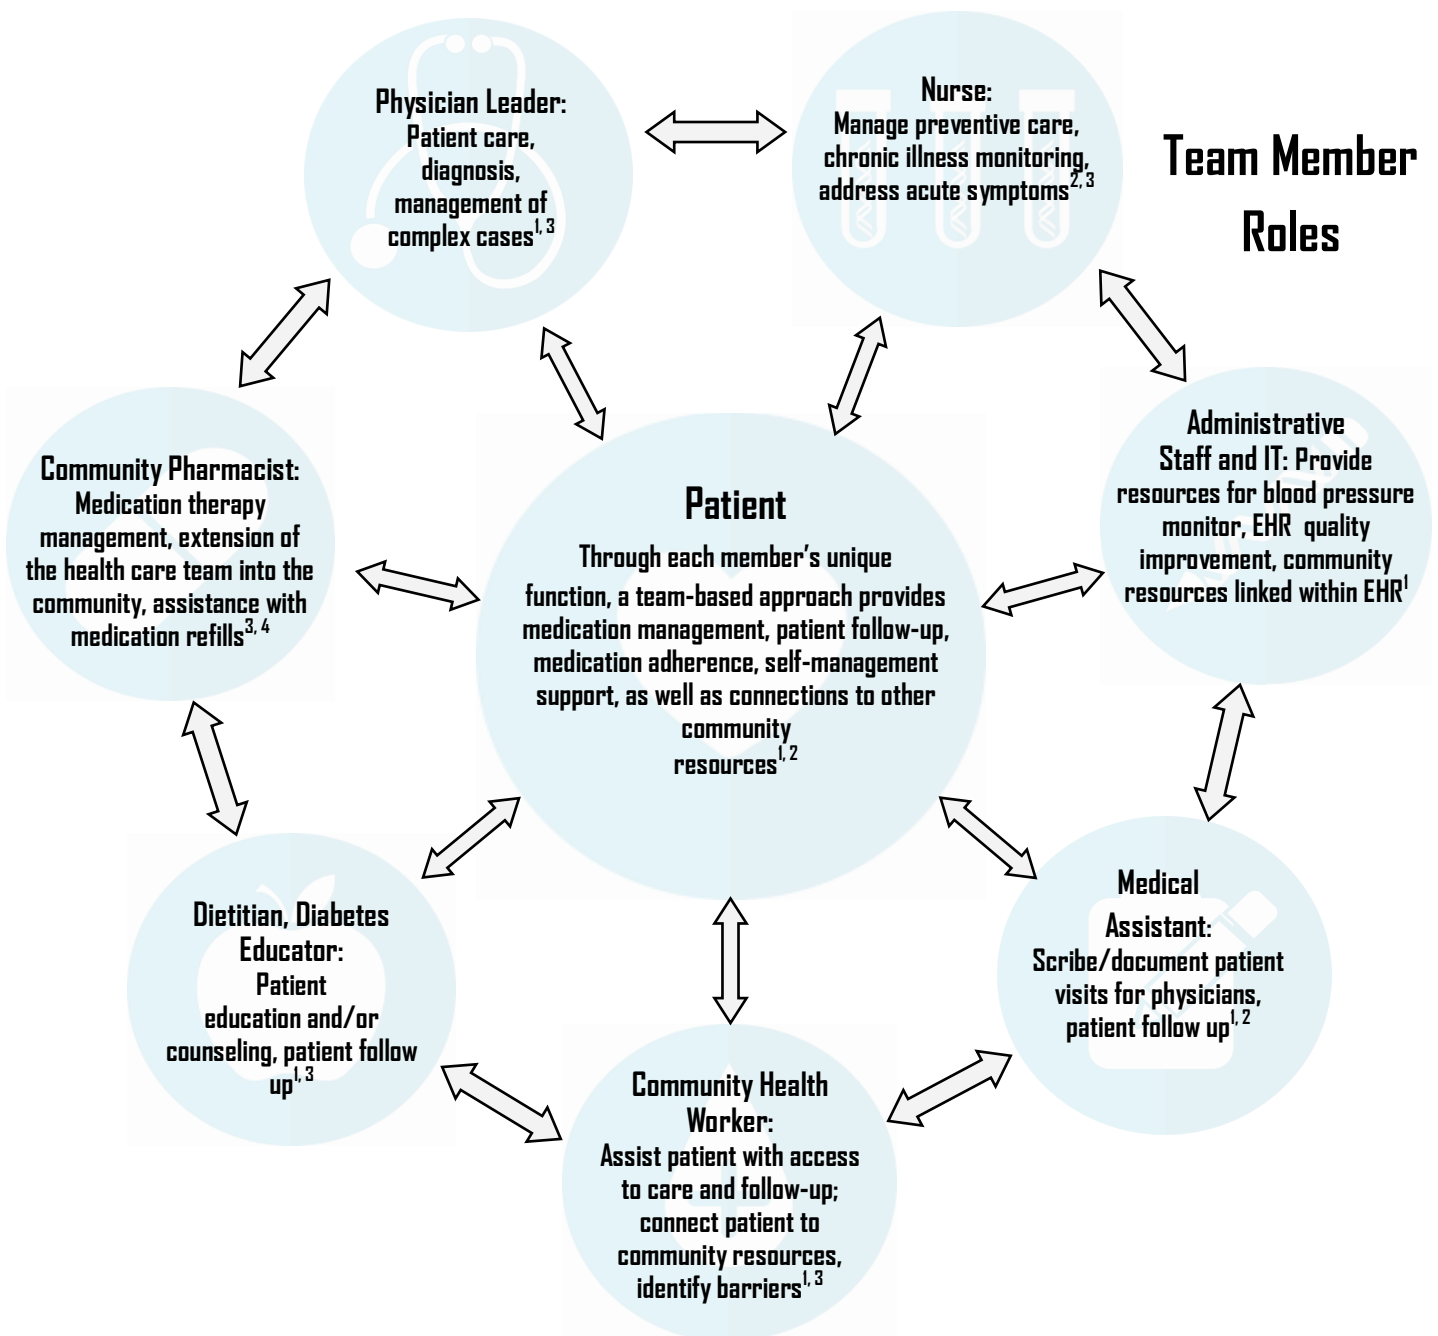 Physician Leader:
Patient care,
diagnosis,
management of
complex cases1, 3
Nurse:
Manage preventive care,
chronic illness monitoring,
address acute symptoms2, 3
Team Member
Roles
Community Pharmacist:
Medication therapy
management, extension of
the health care team into the
community, assistance with
medication refills3, 4
Patient
Through each member’s unique
function, a team-based approach provides
medication management, patient follow-up,
medication adherence, self-management
support, as well as connections to other
community
resources1, 2
Administrative
Staff and IT: Provide
resources for blood pressure
monitor, EHR quality
improvement, community
resources linked within EHR1
Dietitian, Diabetes
Educator:
Patient
education and/or
counseling, patient follow
up1, 3
Community Health
Worker:
Assist patient with access
to care and follow-up;
connect patient to
community resources,
identify barriers1, 3
Medical
Assistant:
Scribe/document patient
visits for physicians,
patient follow up1, 2